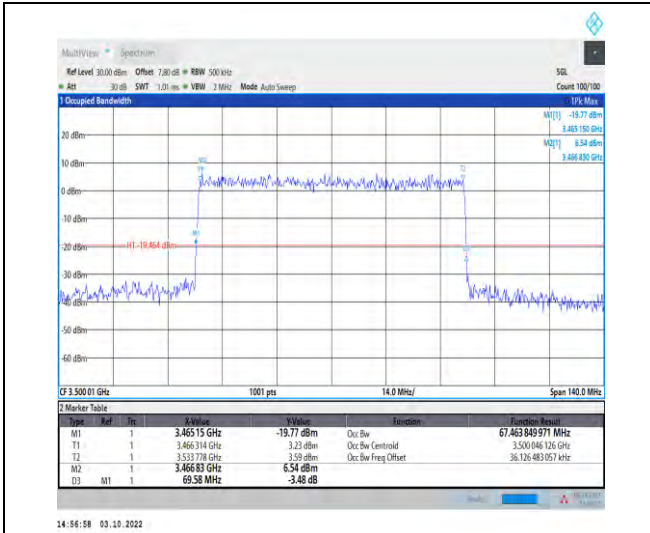 MultiView Spectrum
Ref Level 30.00 dBm Offset 7.80 dB RBW 500 kHz SGL
Att 30 dB SWT 1.01 ms VBW 2 MHz Mode Auto Sweep Count 100/100
1 Occupied Bandwidth 1Pk Max
M1[1] -19.77 dBm
3.465 150 GHz
M2[1] 6.54 dBm
3.466 830 GHz
20 dBm
10 dBm
0 dBm
-10 dBm
-20 dBm
H1 -19.464 dBm
-30 dBm
-40 dBm
-50 dBm
-60 dBm
M2
T1
T2
M1
D3
CF 3.500 01 GHz 1001 pts 14.0 MHz/ Span 140.0 MHz
2 Marker Table
Type Ref Trc X-Value Y-Value Function Function Result
M1 1 3.465 15 GHz -19.77 dBm Occ Bw 67.463 849 971 MHz
T1 1 3.466 314 GHz 3.23 dBm Occ Bw Centroid 3.500 046 126 GHz
T2 1 3.533 778 GHz 3.59 dBm Occ Bw Freq Offset 36.126 483 057 kHz
M2 1 3.466 83 GHz 6.54 dBm
D3 M1 1 69.58 MHz -3.48 dB
14:56:58 03.10.2022